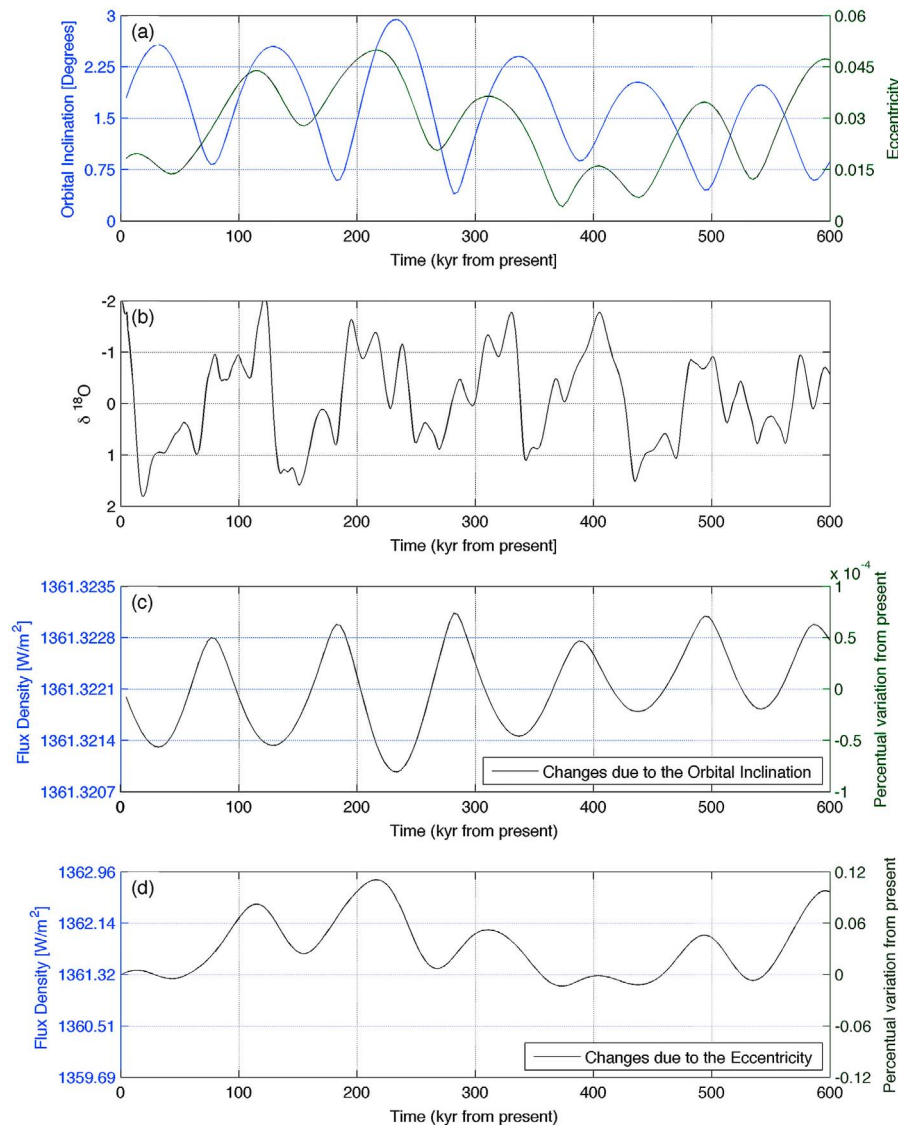 (a)
3
2.25
1.5
0.75
0
Orbital Inclination [Degrees]
0.06
0.045
0.03
0.015
0
Eccentricity
0 100 200 300 400 500 600
Time (kyr from present]
(b)
-2
-1
0
1
2
δ 18O
0 100 200 300 400 500 600
Time (kyr from present]
x 10-4
(c)
1361.3235
1361.3228
1361.3221
1361.3214
1361.3207
Flux Density [W/m2]
1
0.5
0
-0.5
-1
Percentual variation from present
Changes due to the Orbital Inclination
0 100 200 300 400 500 600
Time (kyr from present)
(d)
1362.96
1362.14
1361.32
1360.51
1359.69
Flux Density [W/m2]
0.12
0.06
0
-0.06
-0.12
Percentual variation from present
Changes due to the Eccentricity
0 100 200 300 400 500 600
Time (kyr from present)